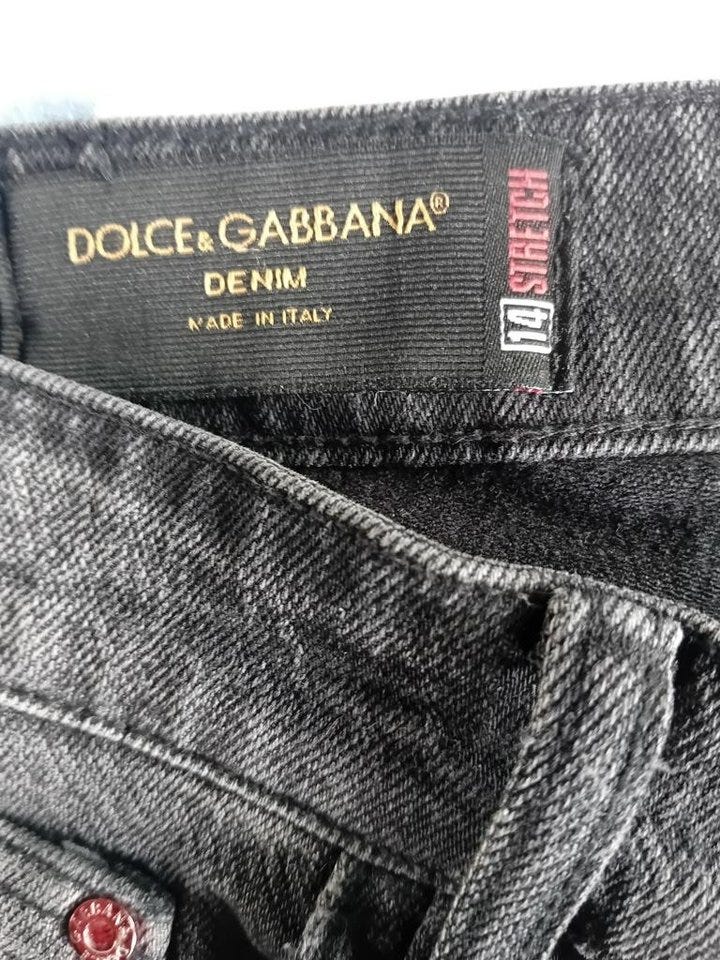 DOLCE&GABBANA®
DENIM
MADE IN ITALY
14 STRETCH